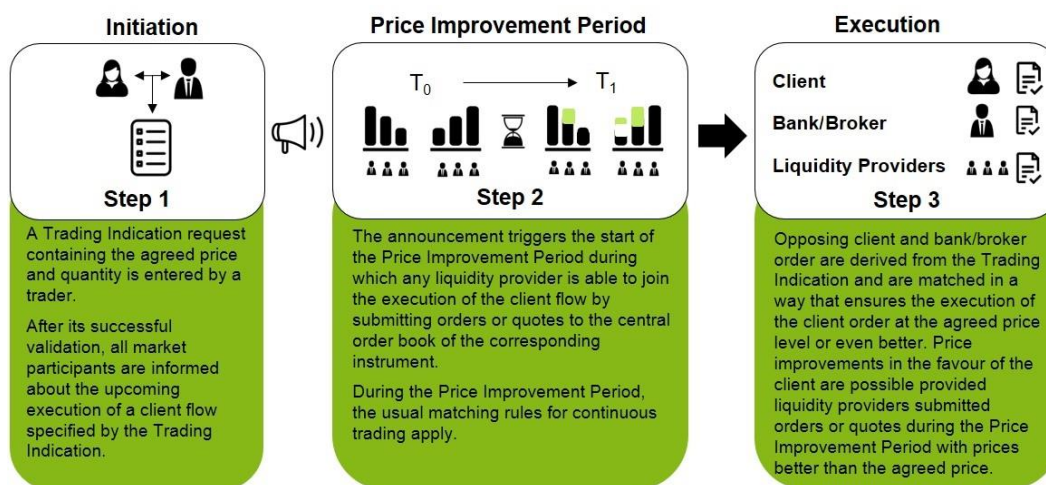 Initiation
Step 1
A Trading Indication request
containing the agreed price
and quantity is entered by a
trader.
After its successful
validation, all market
participants are informed
about the upcoming
execution of a client flow
specified by the Trading
Indication.
Price Improvement Period
T0
T1
Step 2
The announcement triggers the start of
the Price Improvement Period during
which any liquidity provider is able to join
the execution of the client flow by
submitting orders or quotes to the central
order book of the corresponding
instrument.
During the Price Improvement Period,
the usual matching rules for continuous
trading apply.
Execution
Client
Bank/Broker
Liquidity Providers
Step 3
Opposing client and bank/broker
order are derived from the Trading
Indication and are matched in a
way that ensures the execution of
the client order at the agreed price
level or even better. Price
improvements in the favour of the
client are possible provided
liquidity providers submitted
orders or quotes during the Price
Improvement Period with prices
better than the agreed price.